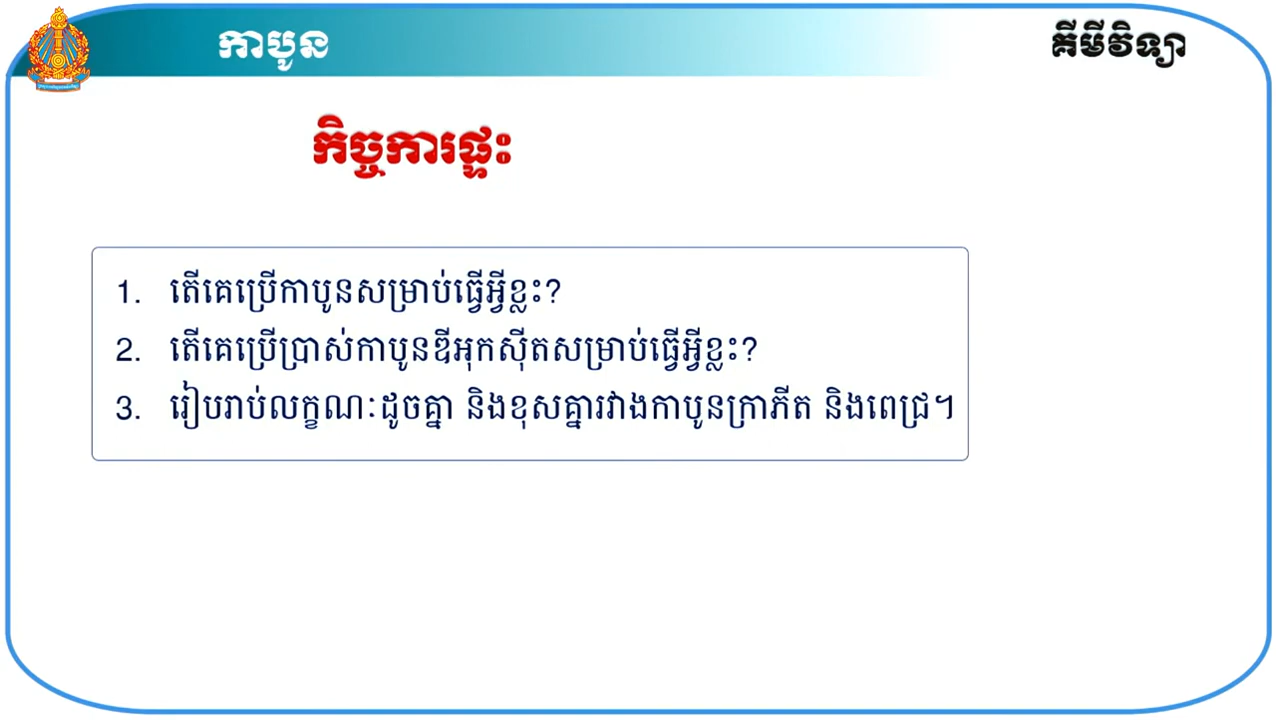 កាបូន
គីមីវិទ្យា
កិច្ចការផ្ទះ
1. តើគេប្រើកាបូនសម្រាប់ធ្វើអ្វីខ្លះ?
2. តើគេប្រើប្រាស់កាបូនឌីអុកស៊ីតសម្រាប់ធ្វើអ្វីខ្លះ?
3. រៀបរាប់លក្ខណៈដូចគ្នា និងខុសគ្នារវាងកាបូនក្រាភីត និងពេជ្រ។